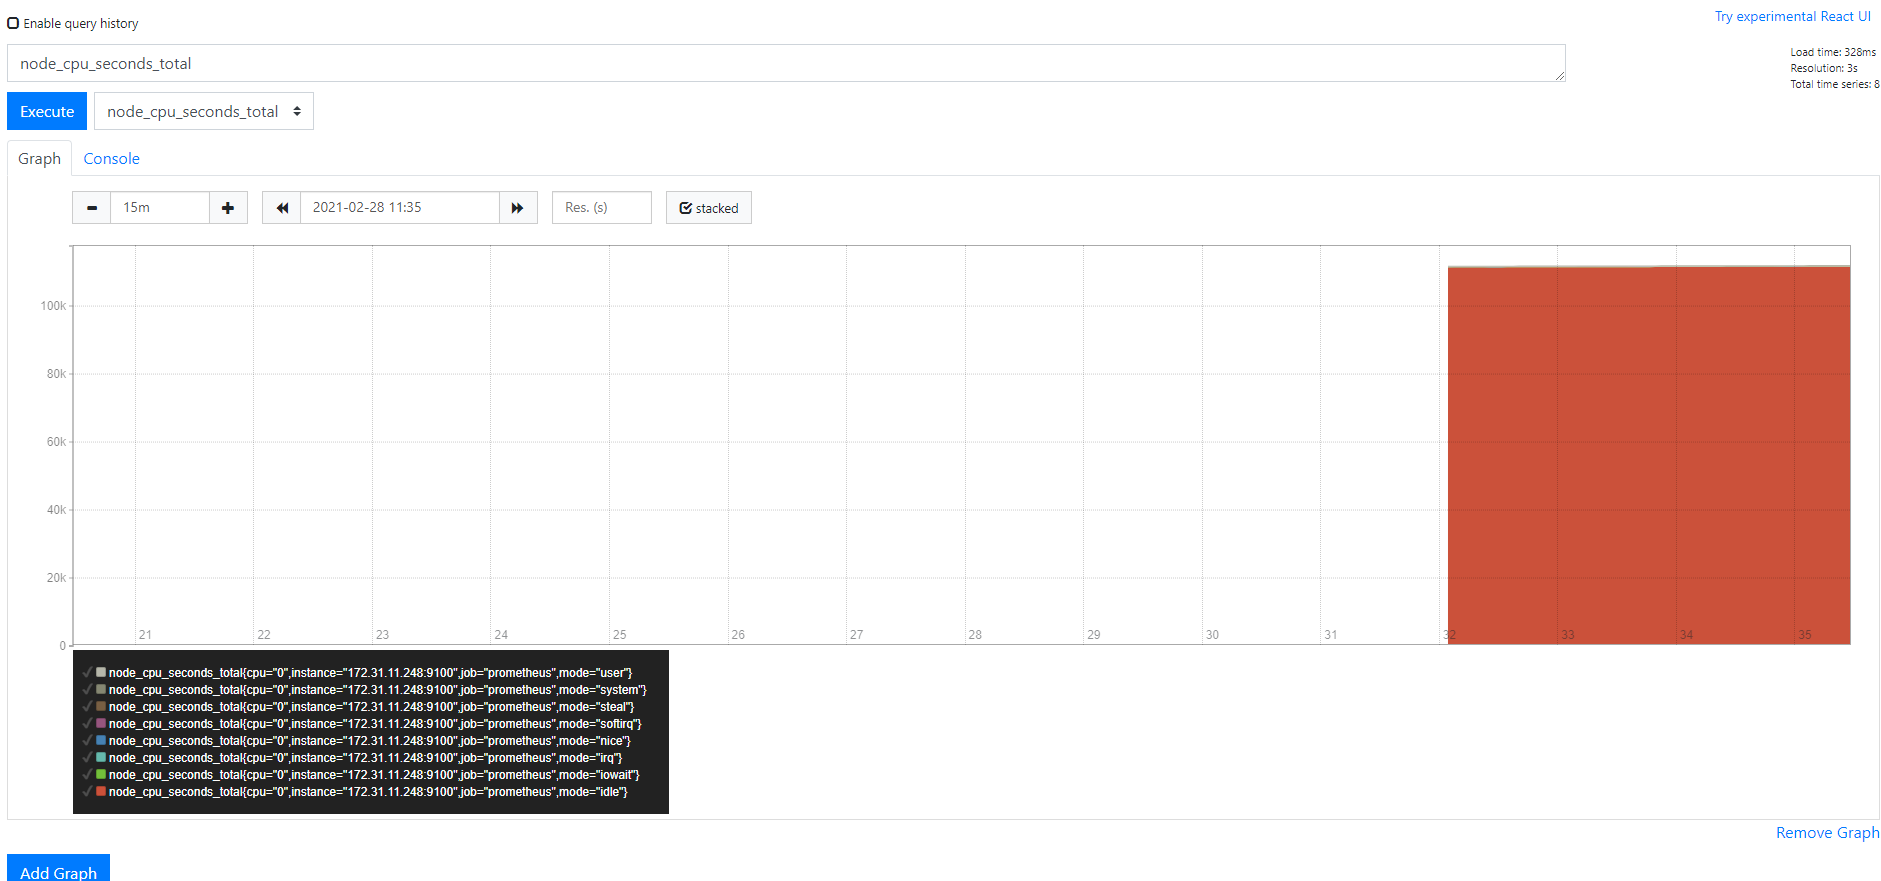 Enable query history
Try experimental React UI
node_cpu_seconds_total
Load time: 328ms
Resolution: 3s
Total time series: 8
Execute
node_cpu_seconds_total
Graph
Console
15m
2021-02-28 11:35
Res. (s)
stacked
100k
80k
60k
40k
20k
0
21 22 23 24 25 26 27 28 29 30 31 32 33 34 35
node_cpu_seconds_total{cpu="0",instance="172.31.11.248:9100",job="prometheus",mode="user"}
node_cpu_seconds_total{cpu="0",instance="172.31.11.248:9100",job="prometheus",mode="system"}
node_cpu_seconds_total{cpu="0",instance="172.31.11.248:9100",job="prometheus",mode="steal"}
node_cpu_seconds_total{cpu="0",instance="172.31.11.248:9100",job="prometheus",mode="softirq"}
node_cpu_seconds_total{cpu="0",instance="172.31.11.248:9100",job="prometheus",mode="nice"}
node_cpu_seconds_total{cpu="0",instance="172.31.11.248:9100",job="prometheus",mode="irq"}
node_cpu_seconds_total{cpu="0",instance="172.31.11.248:9100",job="prometheus",mode="iowait"}
node_cpu_seconds_total{cpu="0",instance="172.31.11.248:9100",job="prometheus",mode="idle"}
Remove Graph
Add Graph